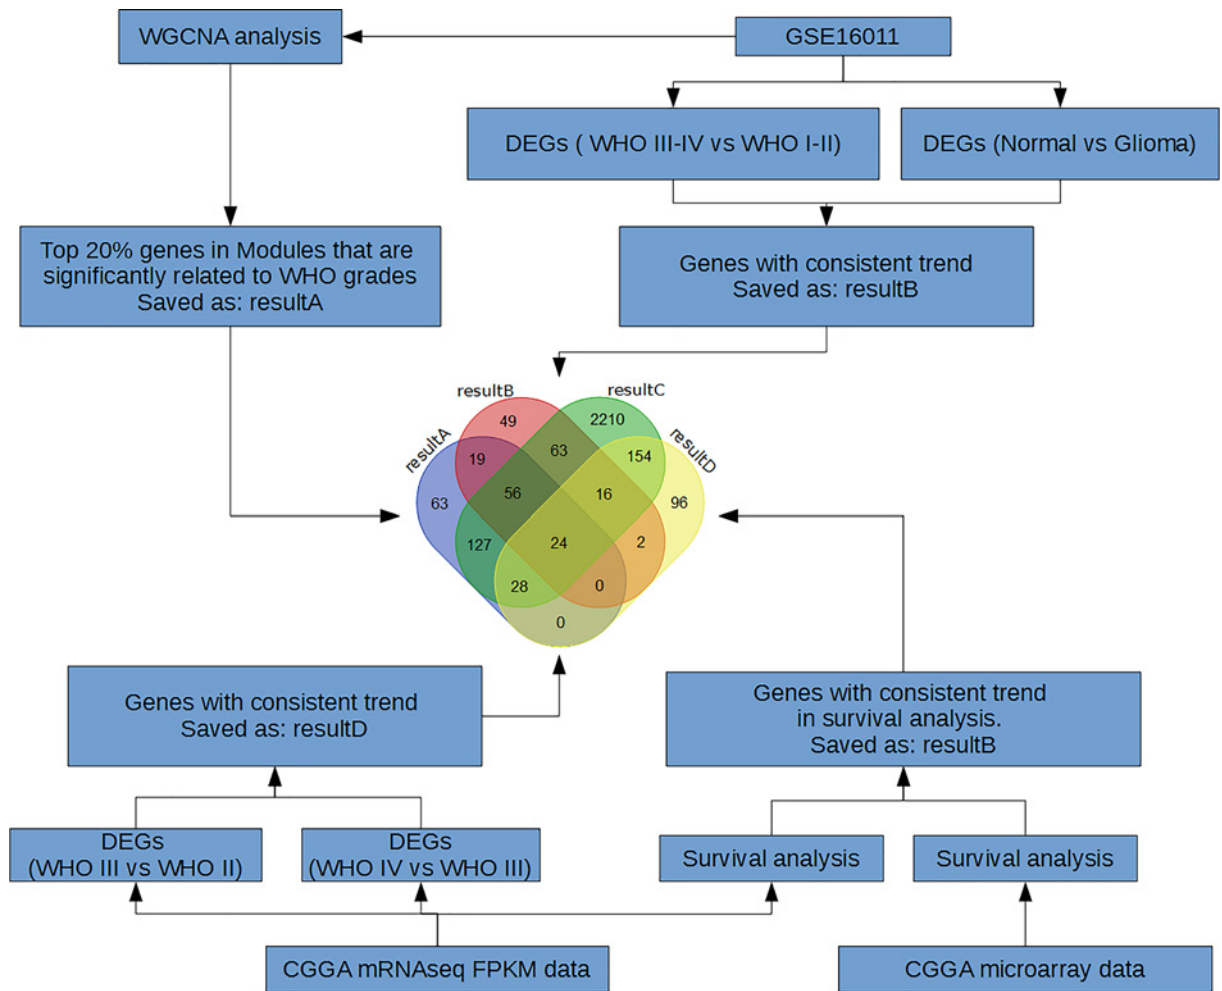 WGCNA analysis
GSE16011
DEGs ( WHO III-IV vs WHO I-II)
DEGs (Normal vs Glioma)
Top 20% genes in Modules that are
significantly related to WHO grades
Saved as: resultA
Genes with consistent trend
Saved as: resultB
resultB
resultC
resultA
resultD
49
2210
19
63
154
63
56
16
96
127
24
2
28
0
0
Genes with consistent trend
Saved as: resultD
Genes with consistent trend
in survival analysis.
Saved as: resultB
DEGs
(WHO III vs WHO II)
DEGs
(WHO IV vs WHO III)
Survival analysis
Survival analysis
CGGA mRNAseq FPKM data
CGGA microarray data